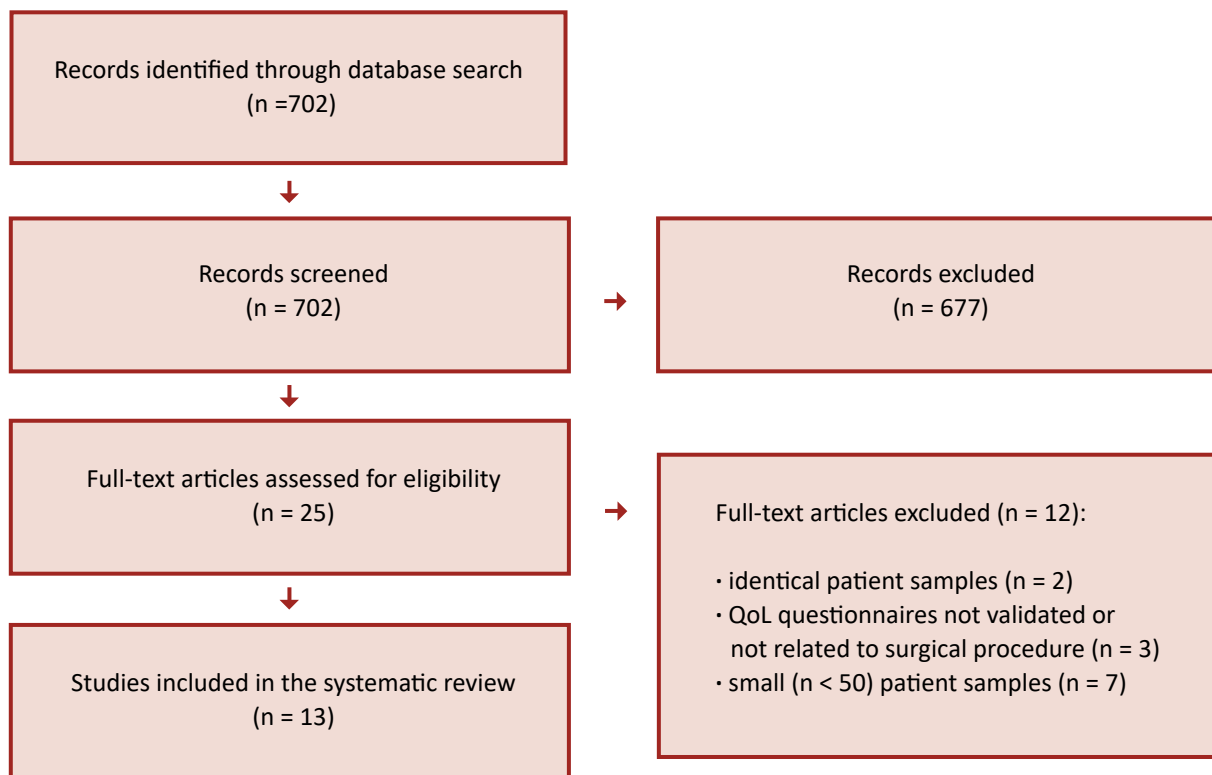 Records identified through database search
(n =702)
Records screened
(n = 702)
Records excluded
(n = 677)
Full-text articles assessed for eligibility
(n = 25)
Full-text articles excluded (n = 12):
· identical patient samples (n = 2)
· QoL questionnaires not validated or
not related to surgical procedure (n = 3)
· small (n < 50) patient samples (n = 7)
Studies included in the systematic review
(n = 13)